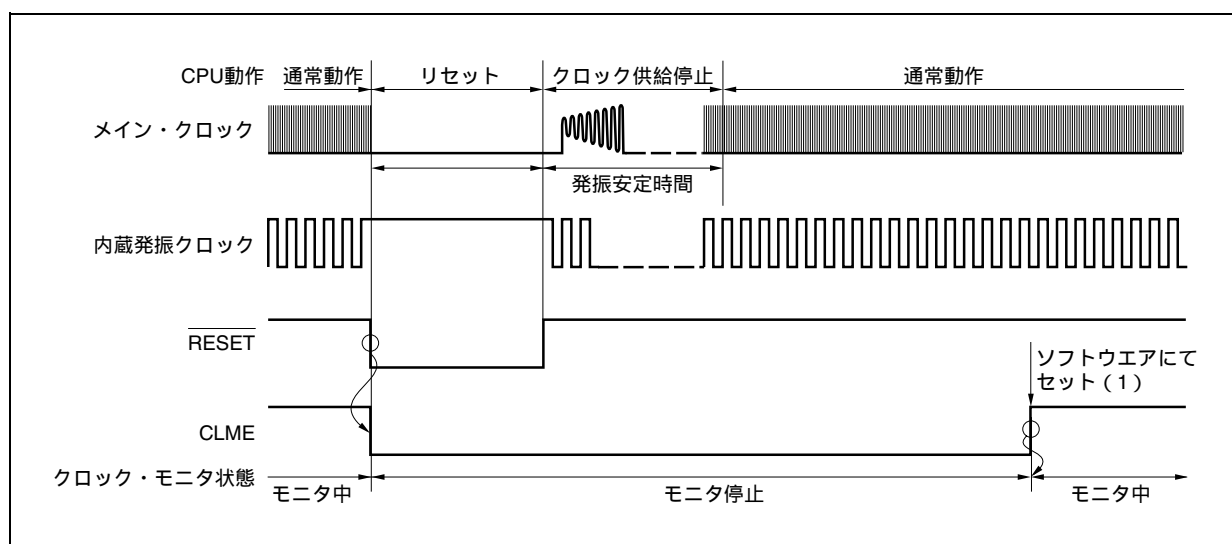 CPU動作 通常動作 リセット クロック供給停止 通常動作
メイン・クロック
発振安定時間
内蔵発振クロック
RESET
ソフトウエアにて
セット(1)
CLME
クロック・モニタ状態
モニタ中 モニタ停止 モニタ中